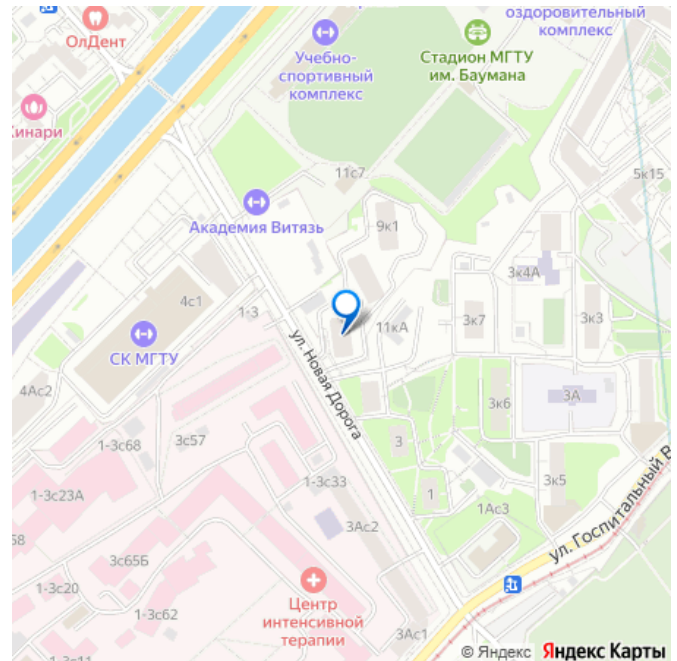 ОлДент
Учебно-
спортивный
комплекс
оздоровительный
комплекс
Стадион МГТУ
им. Баумана
Кинари
11с7
5к15
Академия Витязь
9к1
3к4А
4с1
1-3
11кА
3к7
3к3
СК МГТУ
ул. Новая Дорога
4Ас2
3к6
3А
1-3с68
3с57
3
1-3с33
1
3к5
1-3с23А
1Ас3
ул. Госпитальный В
3Ас2
68
3с65Б
1-3с20
1-3с62
Центр
интенсивной
терапии
3Ас1
1-3с11
© Яндекс Яндекс Карты